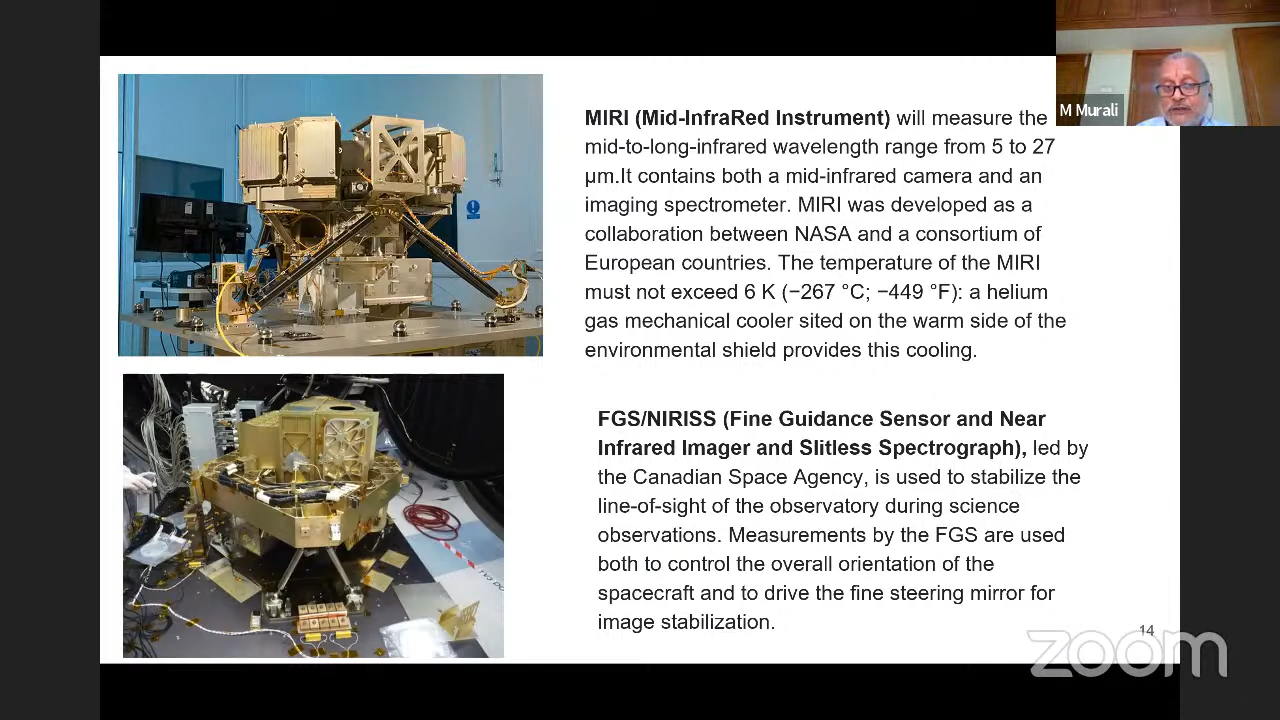 M Murali
MIRI (Mid-InfraRed Instrument) will measure the
mid-to-long-infrared wavelength range from 5 to 27
μm.It contains both a mid-infrared camera and an
imaging spectrometer. MIRI was developed as a
collaboration between NASA and a consortium of
European countries. The temperature of the MIRI
must not exceed 6 K (−267 °C; −449 °F): a helium
gas mechanical cooler sited on the warm side of the
environmental shield provides this cooling.
FGS/NIRISS (Fine Guidance Sensor and Near
Infrared Imager and Slitless Spectrograph), led by
the Canadian Space Agency, is used to stabilize the
line-of-sight of the observatory during science
observations. Measurements by the FGS are used
both to control the overall orientation of the
spacecraft and to drive the fine steering mirror for
image stabilization.
14
zoom